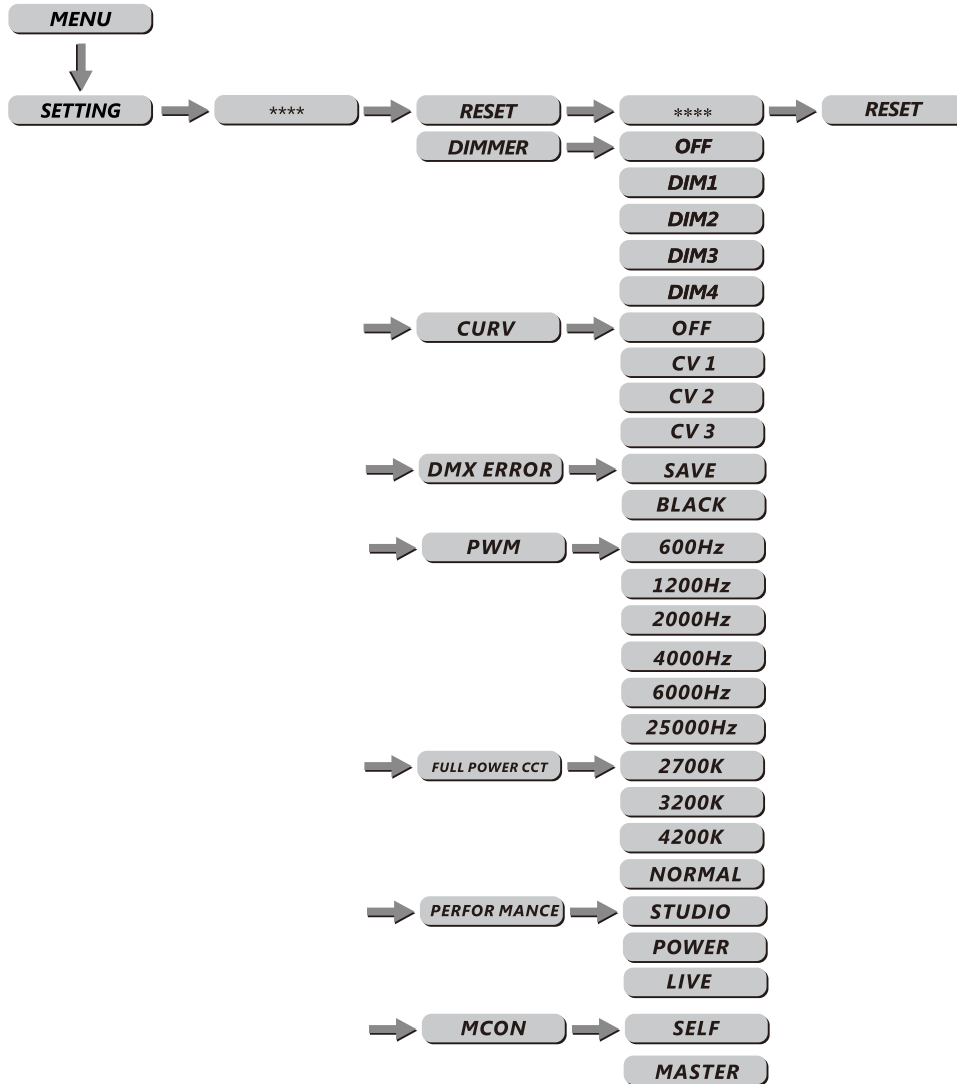 MENU
SETTING **** RESET **** RESET
DIMMER OFF
DIM1
DIM2
DIM3
DIM4
CURV OFF
CV 1
CV 2
CV 3
DMX ERROR SAVE
BLACK
PWM 600Hz
1200Hz
2000Hz
4000Hz
6000Hz
25000Hz
FULL POWER CCT 2700K
3200K
4200K
NORMAL
PERFOR MANCE STUDIO
POWER
LIVE
MCON SELF
MASTER